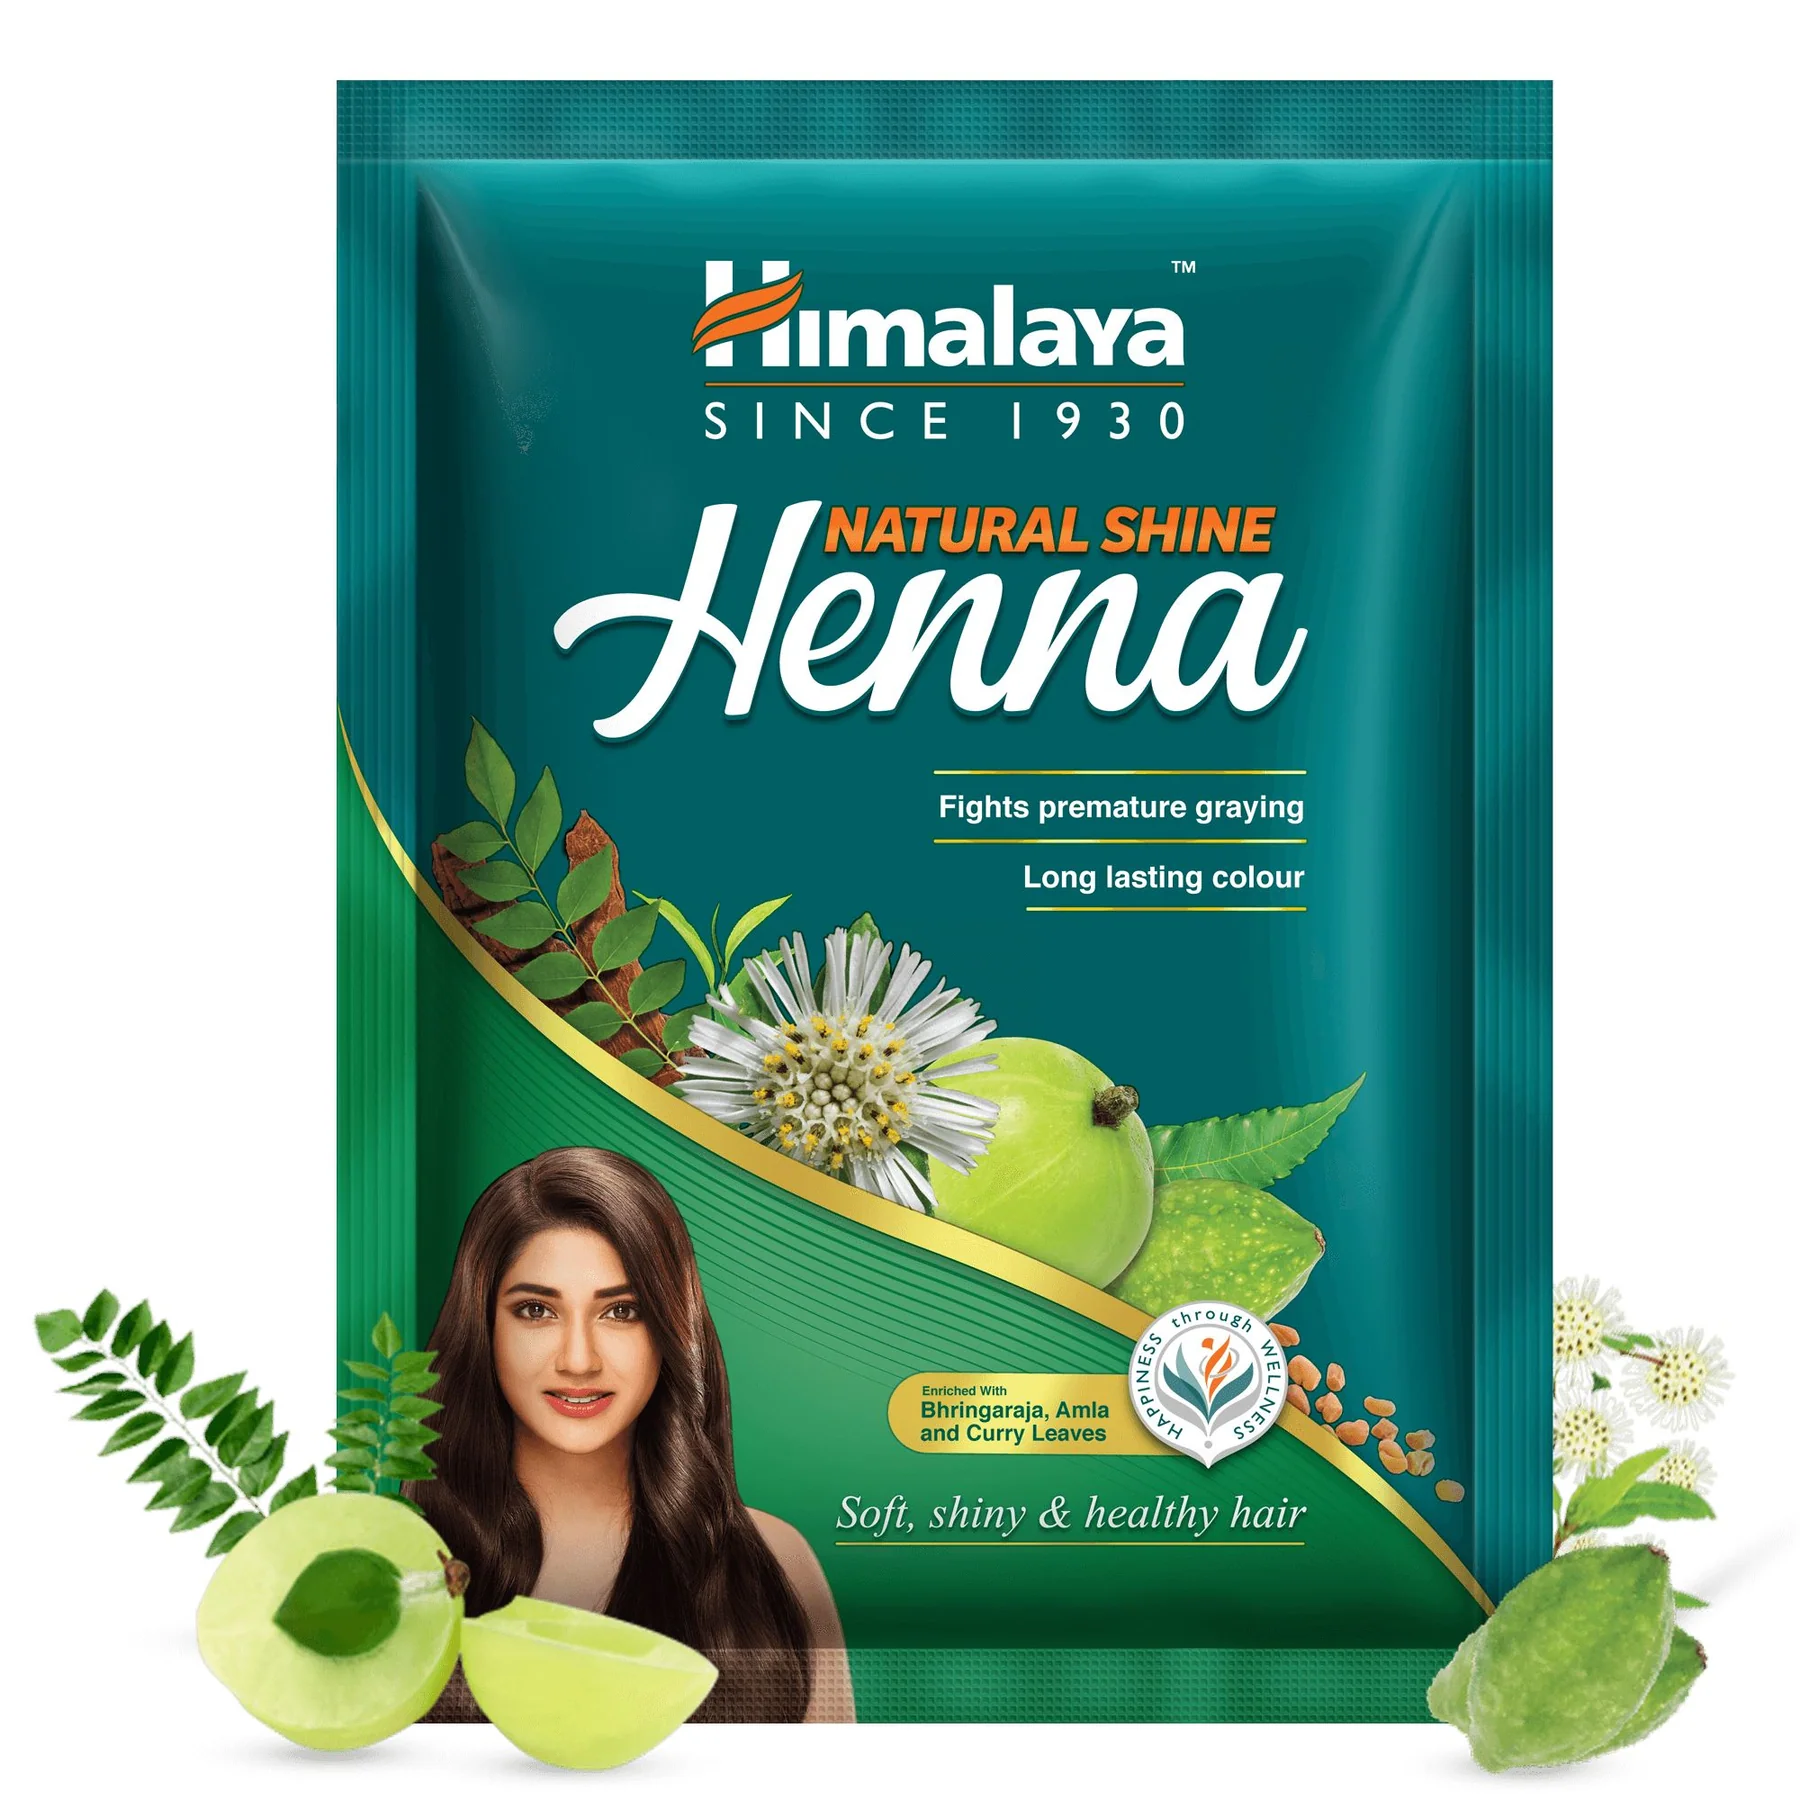 Himalaya™
SINCE 1930
NATURAL SHINE
Henna
Fights premature graying
Long lasting colour
HAPPINESS through WELLNESS
Enriched With
Bhringaraja, Amla
and Curry Leaves
Soft, shiny & healthy hair